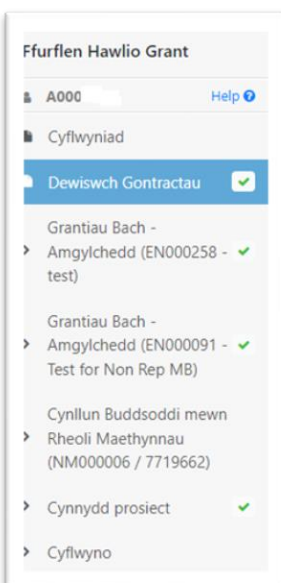 Ffurflen Hawlio Grant
A000
Help
Cyflwyniad
Dewiswch Gontractau
Grantiau Bach -
Amgylchedd (EN000258 -
test)
Grantiau Bach -
Amgylchedd (EN000091 -
Test for Non Rep MB)
Cynllun Buddsoddi mewn
Rheoli Maethynnau
(NM000006 / 7719662)
Cynnydd prosiect
Cyflwyno